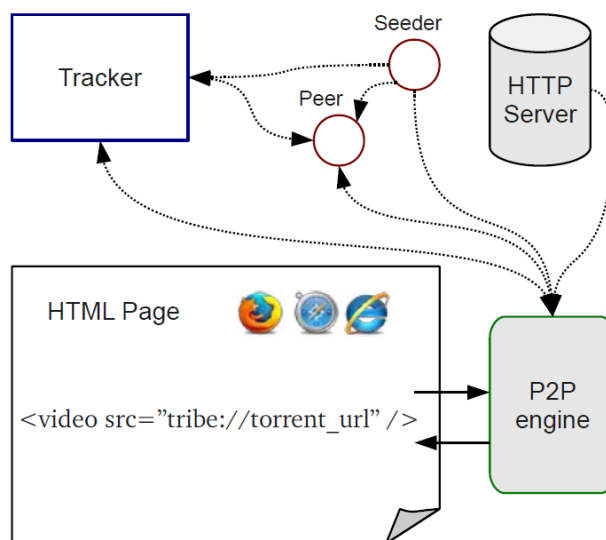 Seeder
Tracker
Peer
HTTP
Server
HTML Page
<video src=”tribe://torrent_url” />
P2P
engine